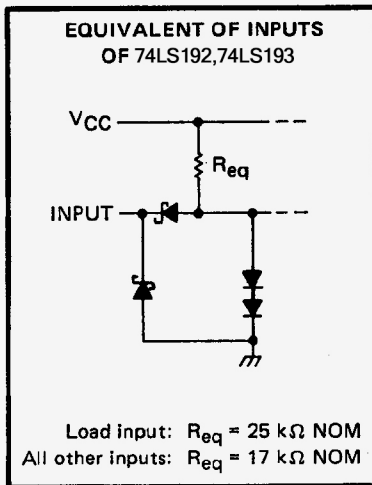 EQUIVALENT OF INPUTS
OF 74LS192,74LS193
VCC
Req
INPUT
Load input: Req = 25 kΩ NOM
All other inputs: Req = 17 kΩ NOM